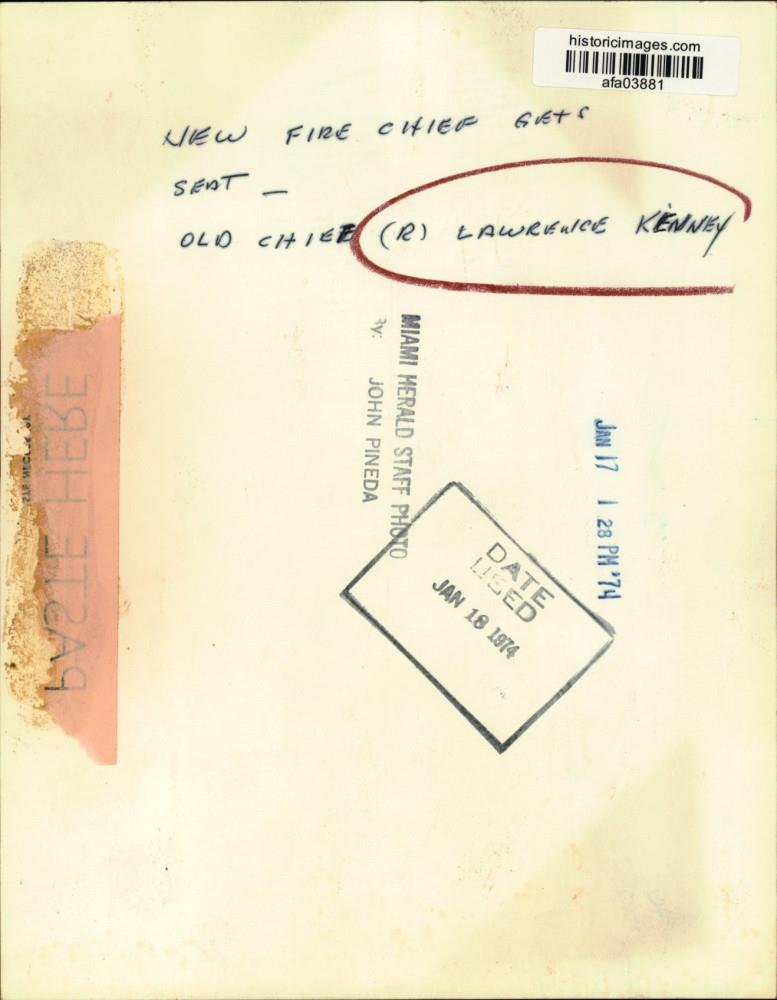 historicimages.com
afa03881
NEW FIRE CHIEF GETS
SEAT —
OLD CHIEF (R) LAWRENCE KENNEY
MIAMI HERALD STAFF PHOTO
BY: JOHN PINEDA
JAN 17 1 28 PM '74
DATE
USED
JAN 18 1974
PASTE HERE